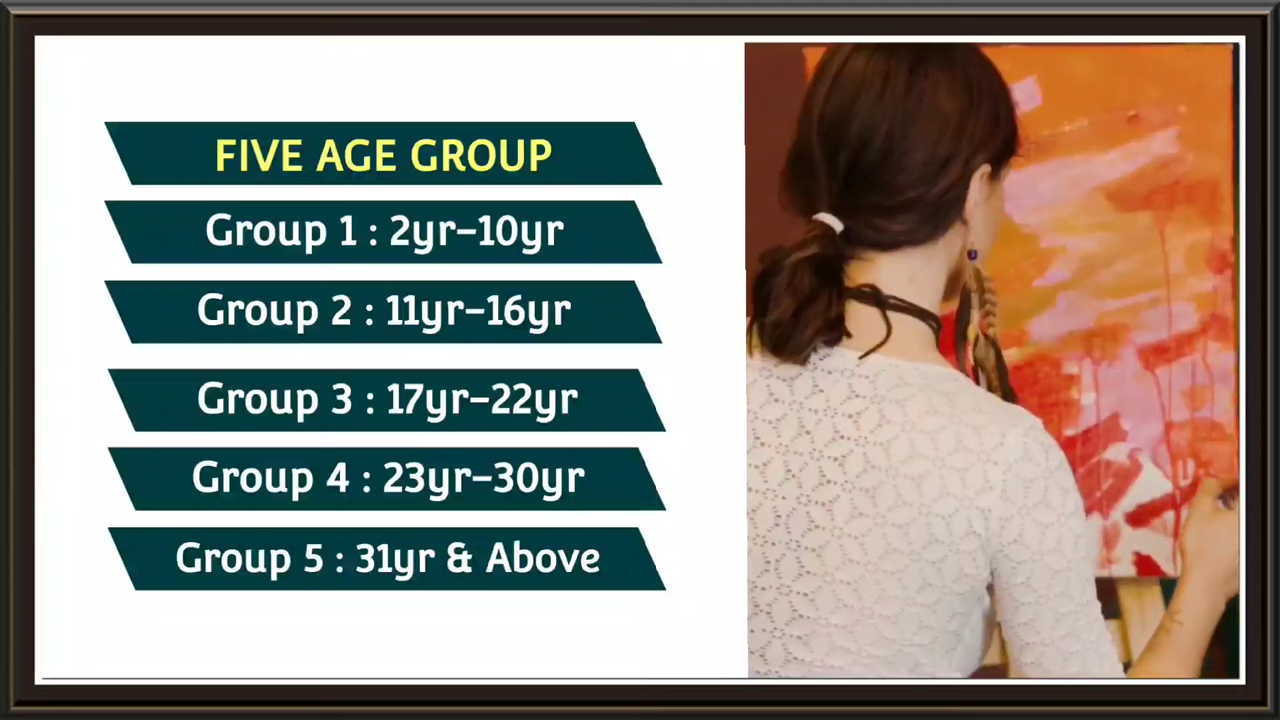 FIVE AGE GROUP
Group 1 : 2yr-10yr
Group 2 : 11yr-16yr
Group 3 : 17yr-22yr
Group 4 : 23yr-30yr
Group 5 : 31yr & Above